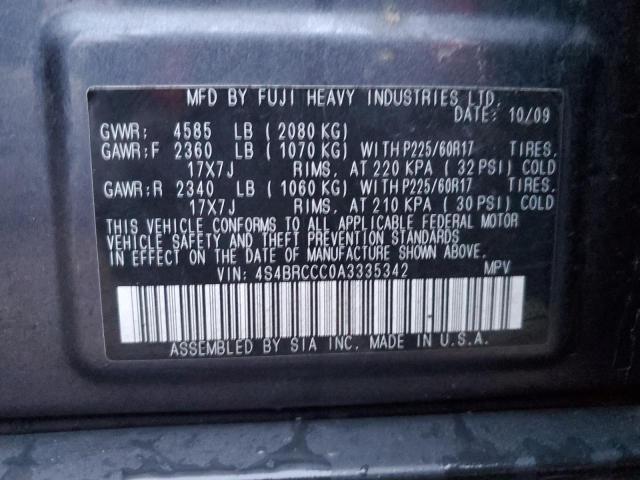 MFD BY FUJI HEAVY INDUSTRIES LTD.
DATE: 10/09
GVWR: 4585 LB (2080 KG)
GAWR:F 2360 LB (1070 KG) WITH P225/60R17 TIRES,
17X7J RIMS, AT 220 KPA (32 PSI) COLD
GAWR:R 2340 LB (1060 KG) WITH P225/60R17 TIRES,
17X7J RIMS, AT 210 KPA (30 PSI) COLD
THIS VEHICLE CONFORMS TO ALL APPLICABLE FEDERAL MOTOR
VEHICLE SAFETY AND THEFT PREVENTION STANDARDS
IN EFFECT ON THE DATE OF MANUFACTURE SHOWN ABOVE.
VIN: 4S4BRCCC0A3335342 MPV
ASSEMBLED BY SIA INC. MADE IN U.S.A.